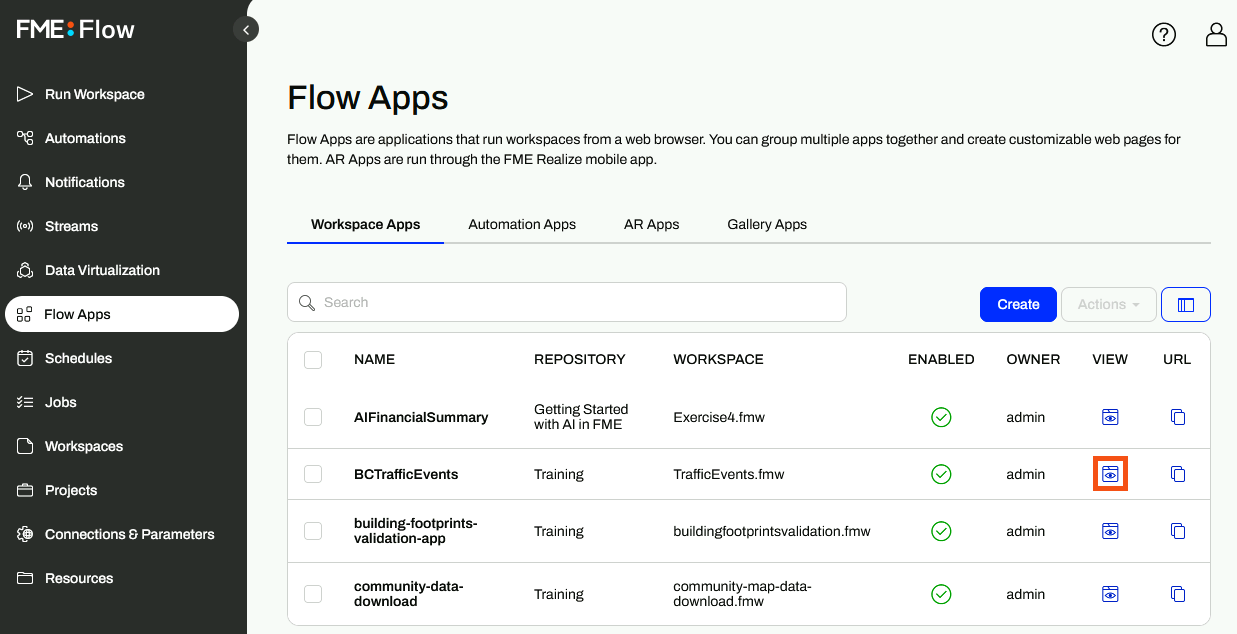 FME:Flow
Run Workspace
Automations
Notifications
Streams
Data Virtualization
Flow Apps
Schedules
Jobs
Workspaces
Projects
Connections & Parameters
Resources
?
Flow Apps
Flow Apps are applications that run workspaces from a web browser. You can group multiple apps together and create customizable web pages for
them. AR Apps are run through the FME Realize mobile app.
Workspace Apps Automation Apps AR Apps Gallery Apps
Search
Create Actions
NAME REPOSITORY WORKSPACE ENABLED OWNER VIEW URL
AIFinancialSummary Getting Started
with AI in FME Exercise4.fmw admin
BCTrafficEvents Training TrafficEvents.fmw admin
building-footprints-
validation-app Training buildingfootprintsvalidation.fmw admin
community-data-
download Training community-map-data-
download.fmw admin